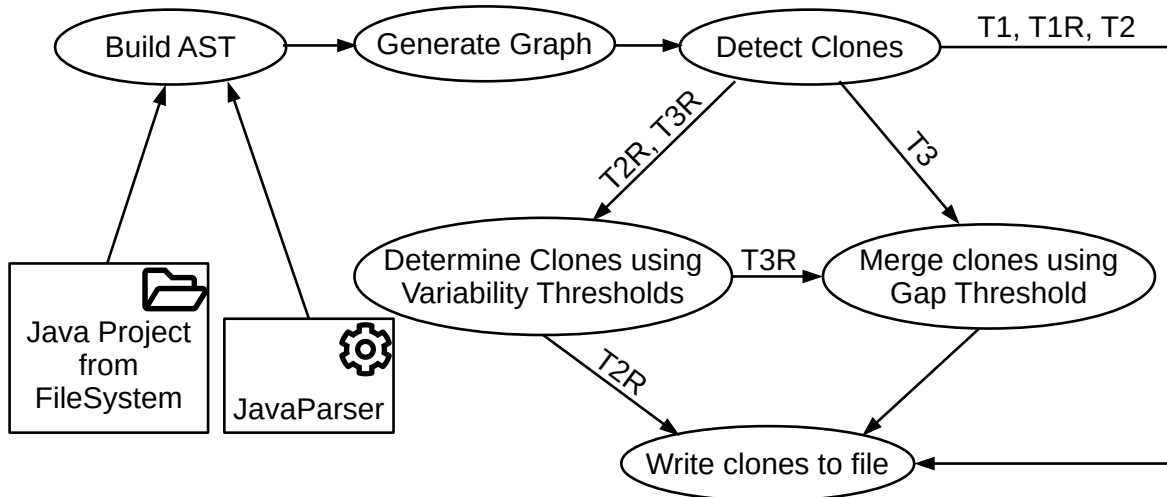 Build AST
Generate Graph
Detect Clones
T1, T1R, T2
T2R, T3R
T3
Determine Clones using
Variability Thresholds
T3R
Merge clones using
Gap Threshold
Java Project
from
FileSystem
JavaParser
T2R
Write clones to file